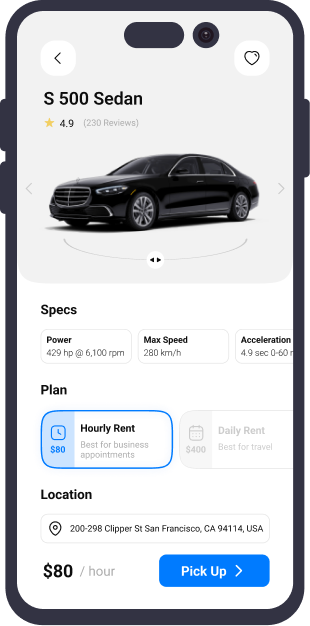 S 500 Sedan
4.9 (230 Reviews)
Specs
Power
429 hp @ 6,100 rpm
Max Speed
280 km/h
Acceleration
4.9 sec 0-60
Plan
$80
Hourly Rent
Best for business
appointments
$400
Daily Rent
Best for travel
Location
200-298 Clipper St San Francisco, CA 94114, USA
$80 / hour
Pick Up